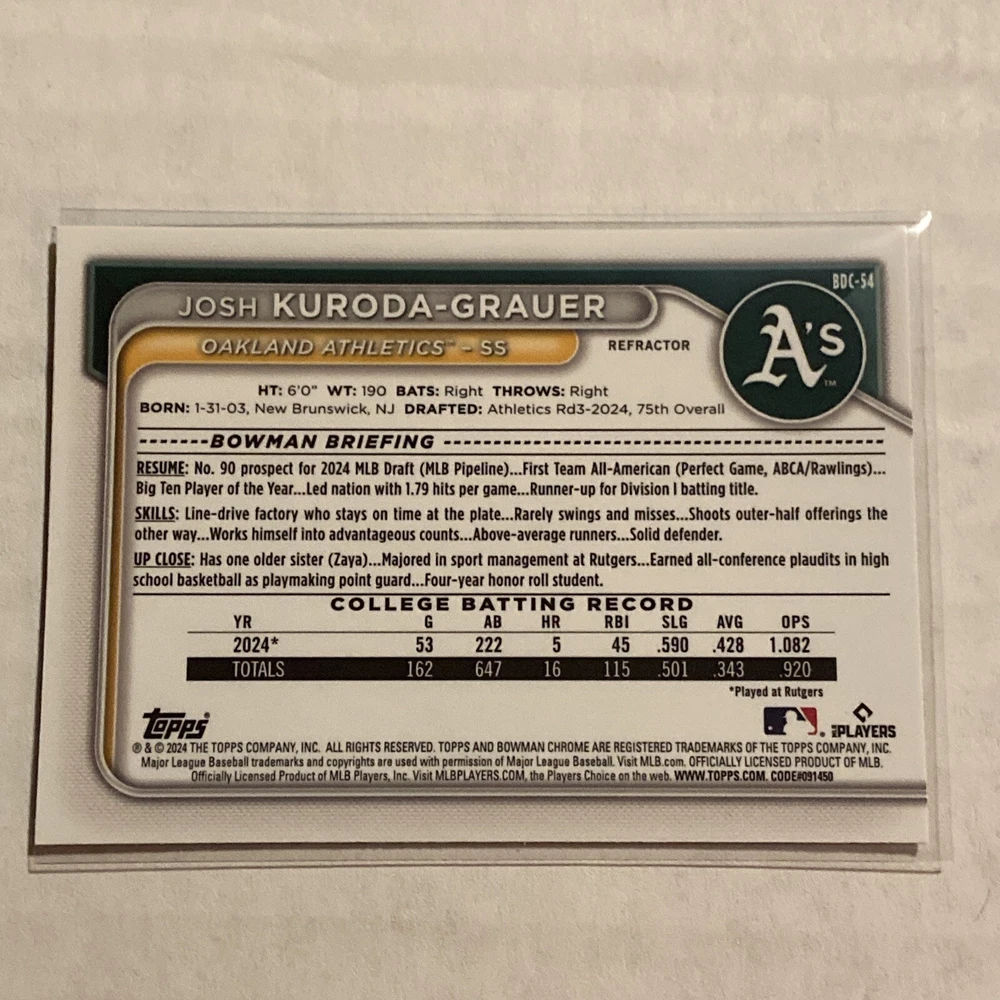 BDC-54
JOSH KURODA-GRAUER
OAKLAND ATHLETICS™ – SS
REFRACTOR
A's™
HT: 6'0" WT: 190 BATS: Right THROWS: Right
BORN: 1-31-03, New Brunswick, NJ DRAFTED: Athletics Rd3-2024, 75th Overall
-------BOWMAN BRIEFING -------
RESUME: No. 90 prospect for 2024 MLB Draft (MLB Pipeline)...First Team All-American (Perfect Game, ABCA/Rawlings)...
Big Ten Player of the Year...Led nation with 1.79 hits per game...Runner-up for Division I batting title.
SKILLS: Line-drive factory who stays on time at the plate...Rarely swings and misses...Shoots outer-half offerings the
other way...Works himself into advantageous counts...Above-average runners...Solid defender.
UP CLOSE: Has one older sister (Zaya)...Majored in sport management at Rutgers...Earned all-conference plaudits in high
school basketball as playmaking point guard...Four-year honor roll student.
COLLEGE BATTING RECORD
YR G AB HR RBI SLG AVG OPS
2024* 53 222 5 45 .590 .428 1.082
TOTALS 162 647 16 115 .501 .343 .920
*Played at Rutgers
Topps®
MLB PLAYERS
® & © 2024 THE TOPPS COMPANY, INC. ALL RIGHTS RESERVED. TOPPS AND BOWMAN CHROME ARE REGISTERED TRADEMARKS OF THE TOPPS COMPANY, INC.
Major League Baseball trademarks and copyrights are used with permission of Major League Baseball. Visit MLB.com. OFFICIALLY LICENSED PRODUCT OF MLB.
Officially Licensed Product of MLB Players, Inc. Visit MLBPLAYERS.COM, the Players Choice on the web. WWW.TOPPS.COM. CODE#091450